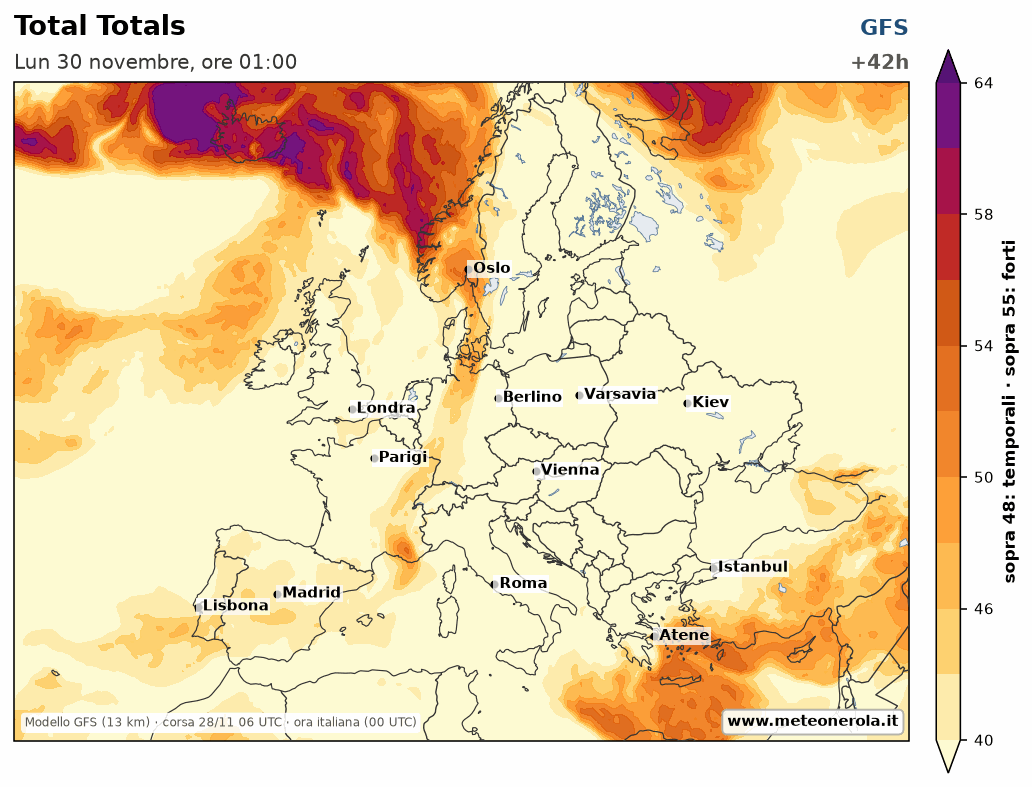 Total Totals
GFS
Lun 30 novembre, ore 01:00
+42h
64
58
54
50
46
40
sopra 48: temporali · sopra 55: forti
Oslo
Berlino
Varsavia
Kiev
Londra
Parigi
Vienna
Istanbul
Roma
Madrid
Lisbona
Atene
Modello GFS (13 km) · corsa 28/11 06 UTC · ora italiana (00 UTC)
www.meteonerola.it